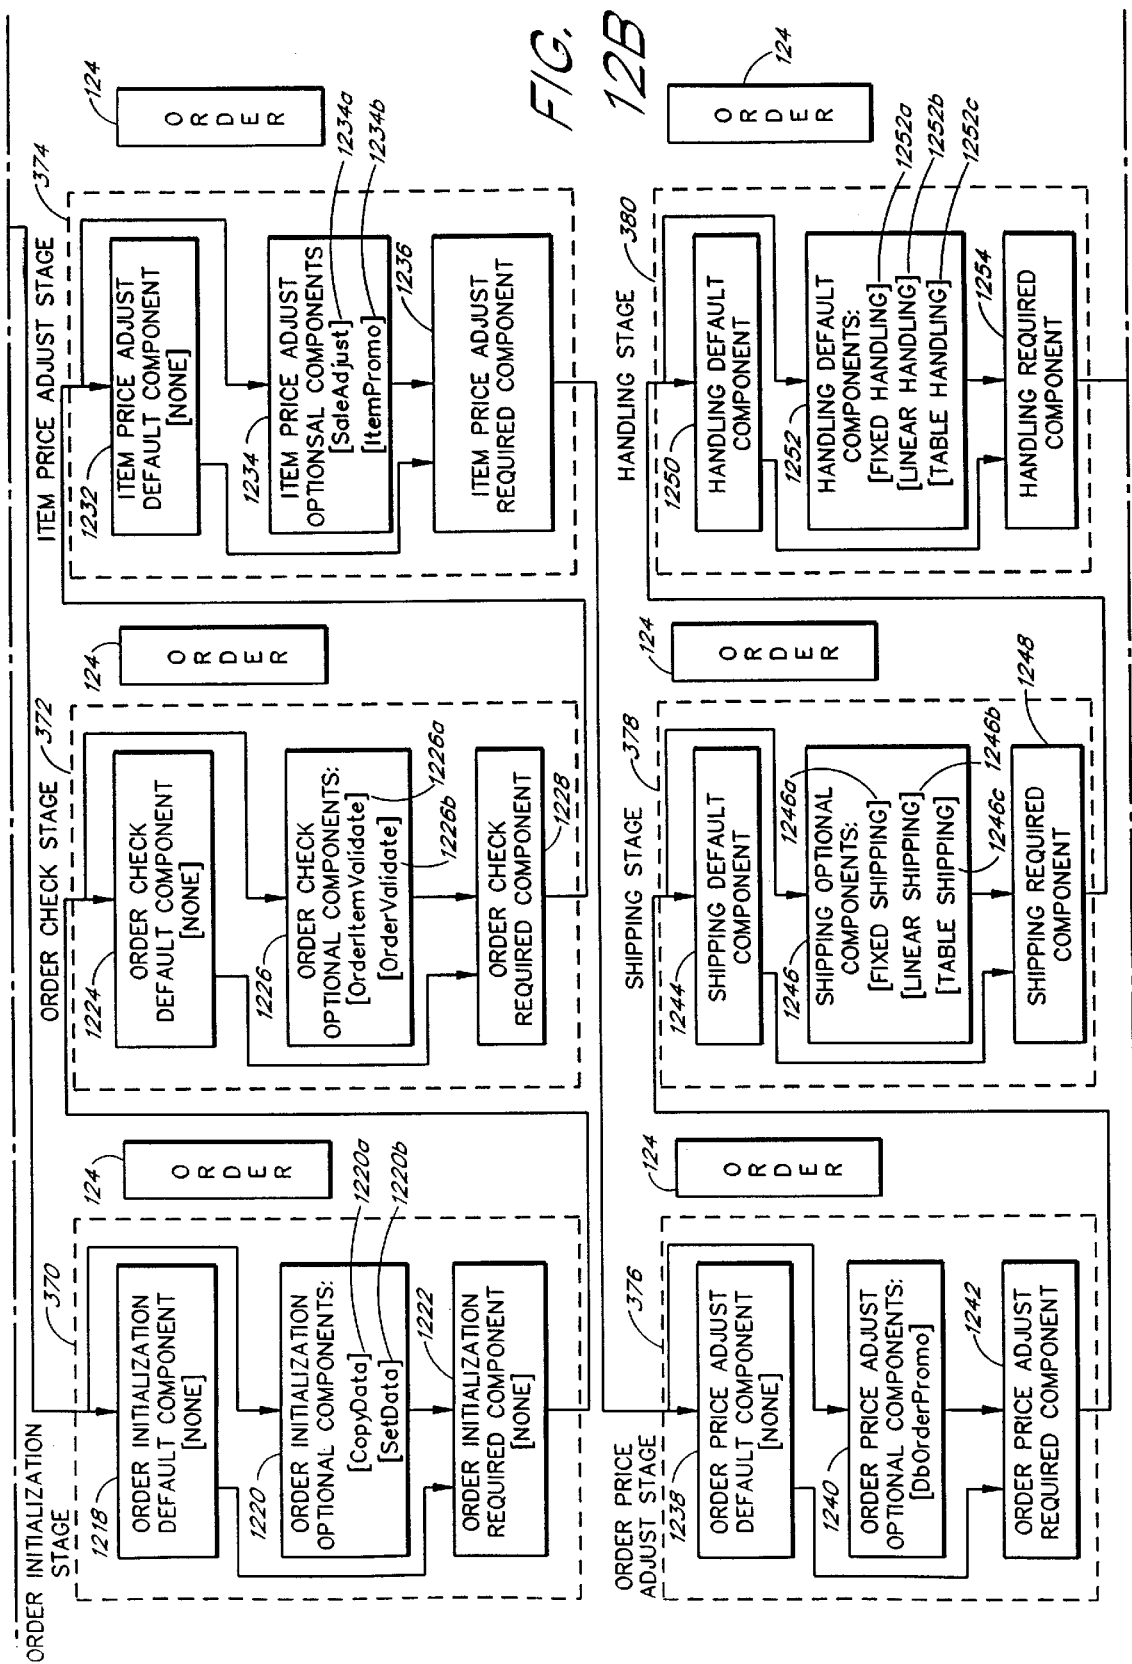 ORDER INITIALIZATION
STAGE
370
1218
ORDER INITIALIZATION
DEFAULT COMPONENT
[NONE]
1220
ORDER INITIALIZATION
OPTIONAL COMPONENTS:
[CopyData]
[SetData]
1220a
1220b
1222
ORDER INITIALIZATION
REQUIRED COMPONENT
[NONE]
124
ORDER
ORDER CHECK STAGE
372
1224
ORDER CHECK
DEFAULT COMPONENT
[NONE]
1226
ORDER CHECK
OPTIONAL COMPONENTS:
[OrderItemValidate]
[OrderValidate]
1226a
1226b
1228
ORDER CHECK
REQUIRED COMPONENT
124
ORDER
ITEM PRICE ADJUST STAGE
374
1232
ITEM PRICE ADJUST
DEFAULT COMPONENT
[NONE]
1234
ITEM PRICE ADJUST
OPTIONSAL COMPONENTS
[SaleAdjust]
[ItemPromo]
1234a
1234b
1236
ITEM PRICE ADJUST
REQUIRED COMPONENT
124
ORDER
FIG.
12B
ORDER PRICE
ADJUST STAGE
376
1238
ORDER PRICE ADJUST
DEFAULT COMPONENT
[NONE]
1240
ORDER PRICE ADJUST
OPTIONAL COMPONENTS:
[DbOrderPromo]
1242
ORDER PRICE ADJUST
REQUIRED COMPONENT
124
ORDER
SHIPPING STAGE
378
1244
SHIPPING DEFAULT
COMPONENT
1246
SHIPPING OPTIONAL
COMPONENTS:
[FIXED SHIPPING]
[LINEAR SHIPPING]
[TABLE SHIPPING]
1246a
1246b
1246c
1248
SHIPPING REQUIRED
COMPONENT
124
ORDER
HANDLING STAGE
380
1250
HANDLING DEFAULT
COMPONENT
1252
HANDLING DEFAULT
COMPONENTS:
[FIXED HANDLING]
[LINEAR HANDLING]
[TABLE HANDLING]
1252a
1252b
1252c
1254
HANDLING REQUIRED
COMPONENT
124
ORDER